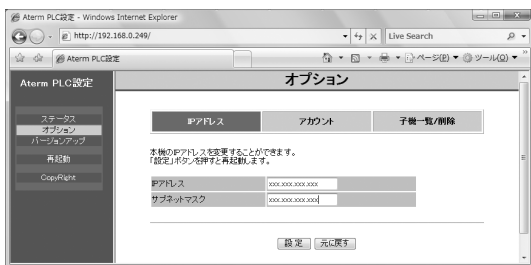 Aterm PLC設定 - Windows Internet Explorer
http://192.168.0.249/
Live Search
Aterm PLC設定
ページ(P)
ツール(O)
Aterm PLC設定
オプション
ステータス
オプション
バージョンアップ
再起動
CopyRight
IPアドレス
アカウント
子機一覧/削除
本機のIPアドレスを変更することができます。
「設定」ボタンを押すと再起動します。
IPアドレス
xxx.xxx.xxx.xxx
サブネットマスク
xxx.xxx.xxx.xxx
設 定
元に戻す